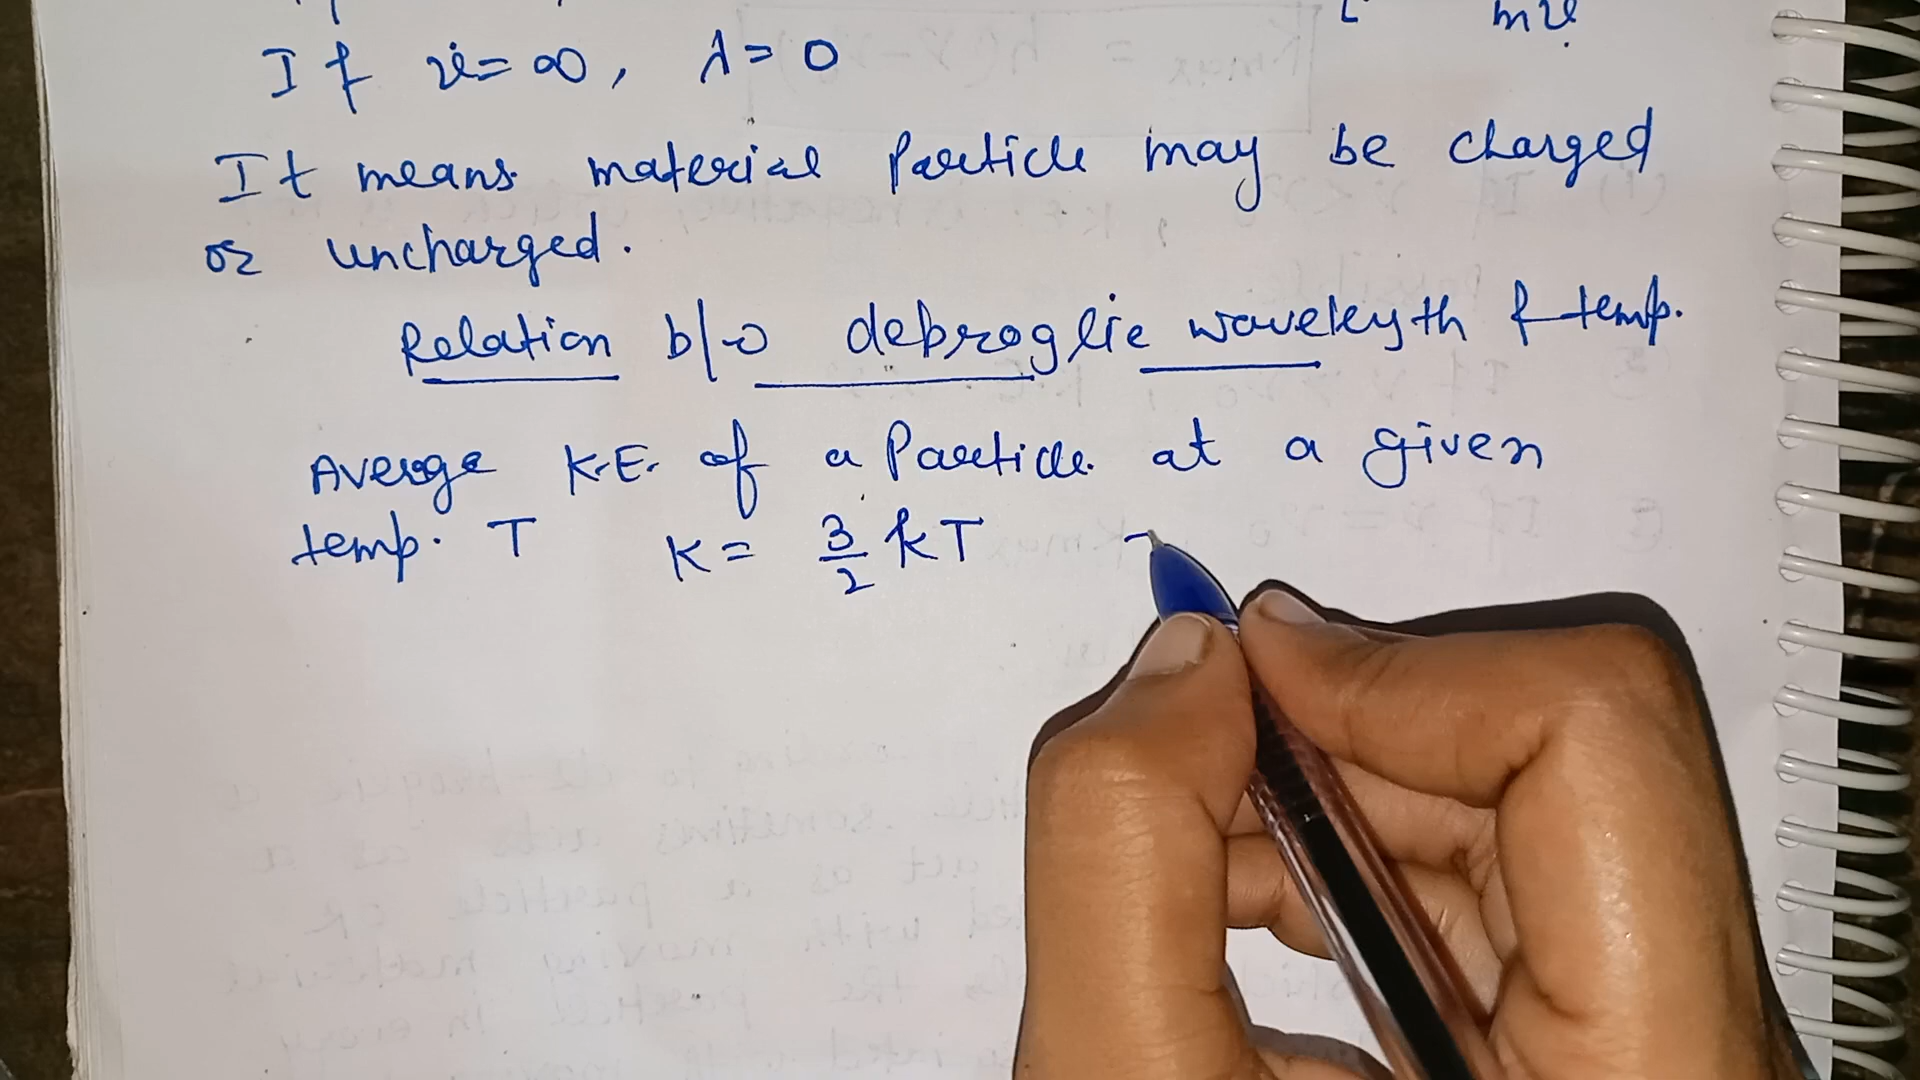 mv
If v=∞, λ=0
It means material Particle may be charged
or uncharged.
Relation b/w debroglie wavelength & temp.
Average K.E. of a Particle at a given
temp. T K = 3/2 kT